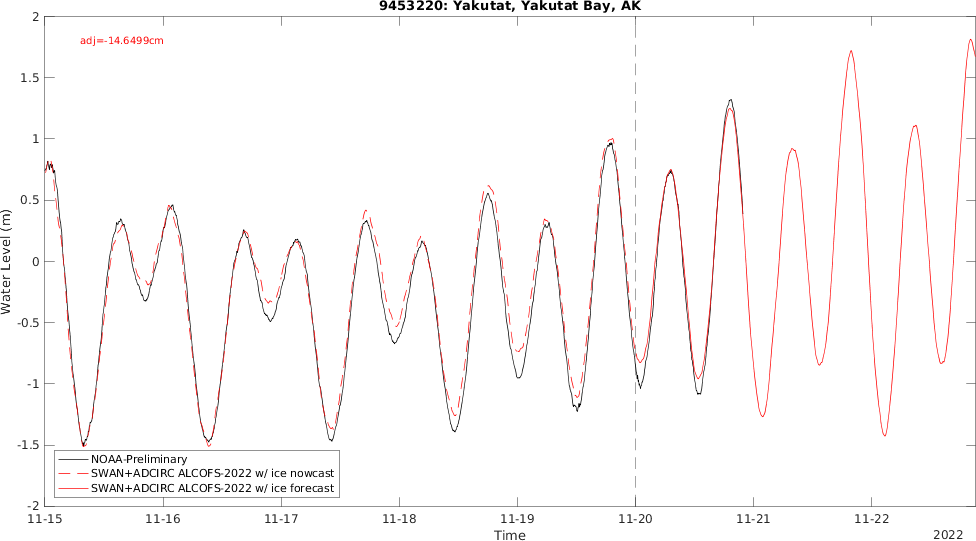 9453220: Yakutat, Yakutat Bay, AK
adj=-14.6499cm
Water Level (m)
2
1.5
1
0.5
0
-0.5
-1
-1.5
-2
NOAA-Preliminary
SWAN+ADCIRC ALCOFS-2022 w/ ice nowcast
SWAN+ADCIRC ALCOFS-2022 w/ ice forecast
11-15 11-16 11-17 11-18 11-19 11-20 11-21 11-22
Time
2022